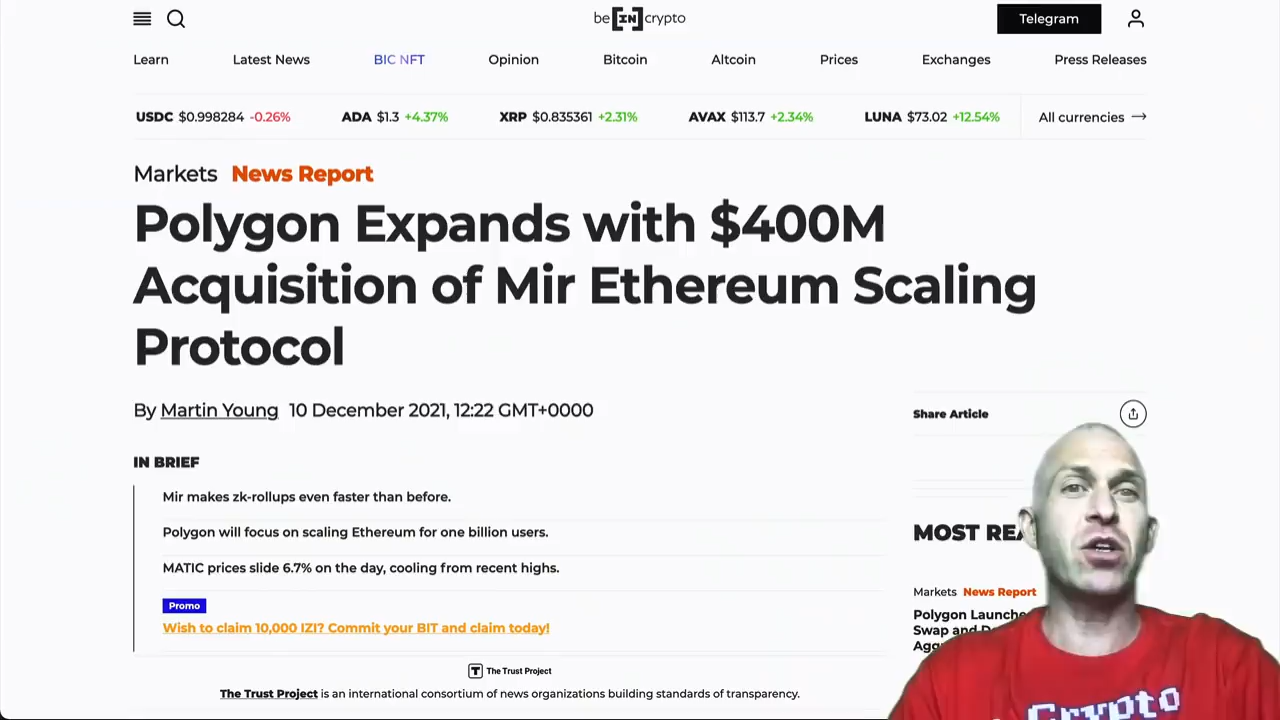 be [IN] crypto
Telegram
Learn
Latest News
BIC NFT
Opinion
Bitcoin
Altcoin
Prices
Exchanges
Press Releases
USDC $0.998284 -0.26%
ADA $1.3 +4.37%
XRP $0.835361 +2.31%
AVAX $113.7 +2.34%
LUNA $73.02 +12.54%
All currencies →
Markets News Report
Polygon Expands with $400M
Acquisition of Mir Ethereum Scaling
Protocol
By Martin Young 10 December 2021, 12:22 GMT+0000
IN BRIEF
Mir makes zk-rollups even faster than before.
Polygon will focus on scaling Ethereum for one billion users.
MATIC prices slide 6.7% on the day, cooling from recent highs.
Promo
Wish to claim 10,000 IZI? Commit your BIT and claim today!
T The Trust Project
The Trust Project is an international consortium of news organizations building standards of transparency.
Share Article
MOST
Markets News Report
Polygon
Swap and
Crypto